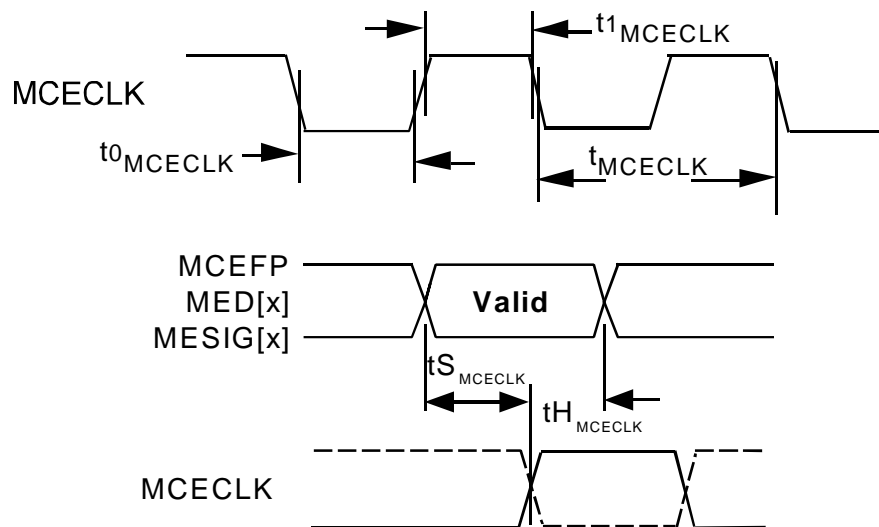 t1MCECLK
MCECLK
t0MCECLK
tMCECLK
MCEFP
MED[x]
Valid
MESIG[x]
tSMCECLK
tHMCECLK
MCECLK